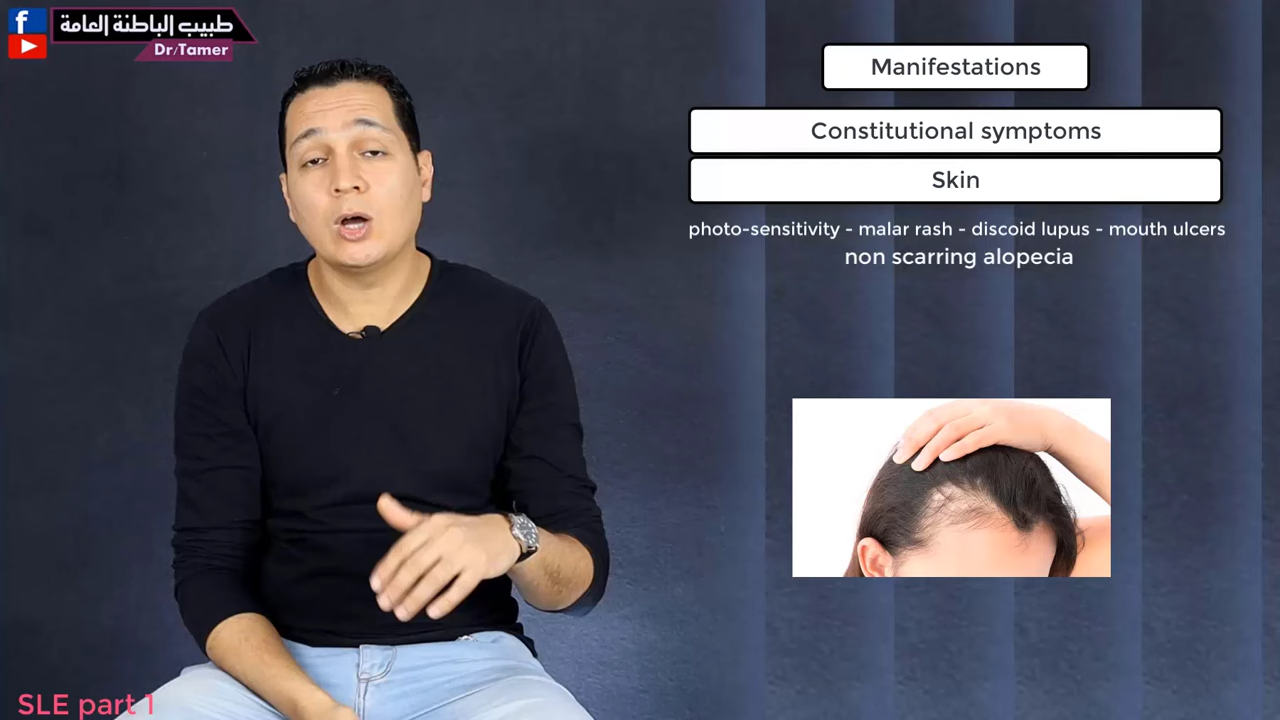 f
طبيب الباطنة العامة
Dr/Tamer
Manifestations
Constitutional symptoms
Skin
photo-sensitivity - malar rash - discoid lupus - mouth ulcers
non scarring alopecia
SLE part 1